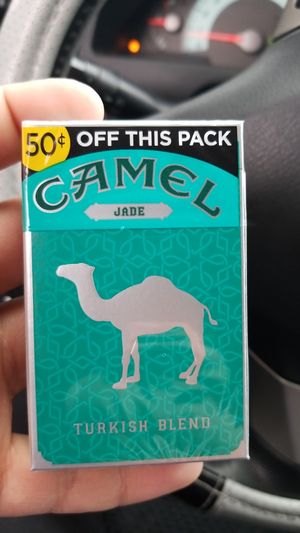 50¢ OFF THIS PACK
CAMEL
JADE
TURKISH BLEND